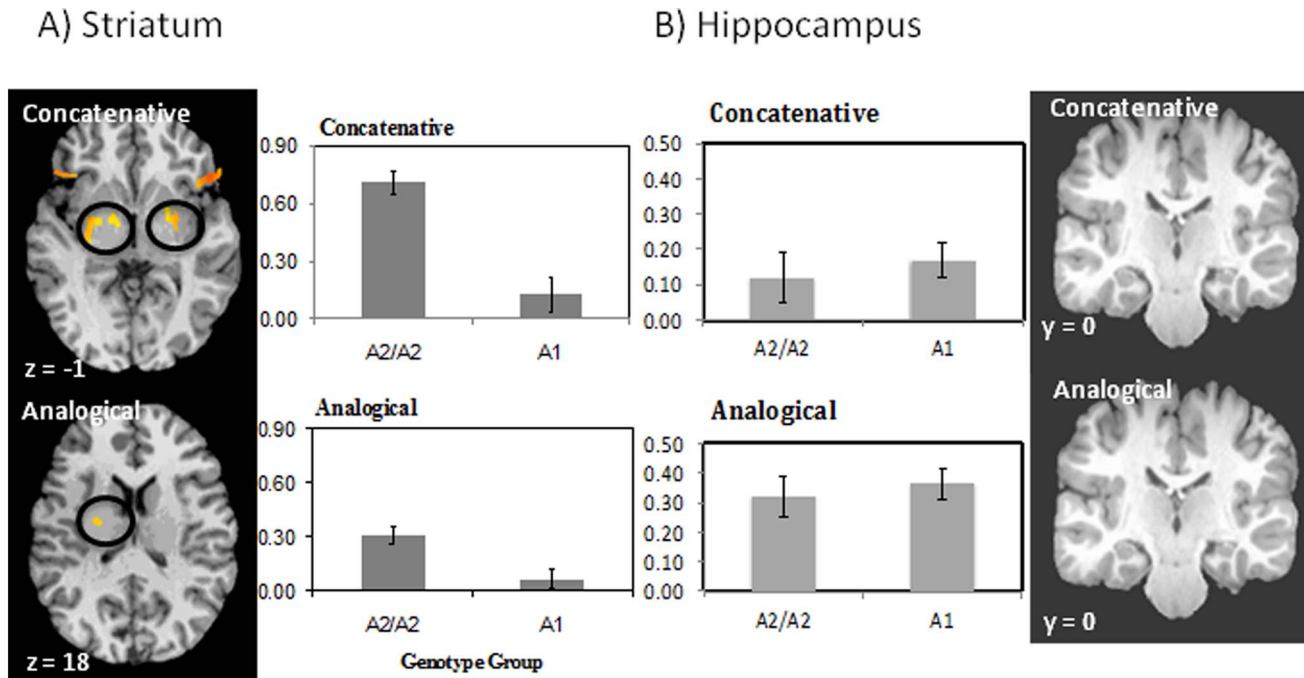 A) Striatum
B) Hippocampus
Concatenative
z = -1
Analogical
z = 18
Concatenative
0.90
0.60
0.30
0.00
A2/A2 A1
Analogical
0.90
0.60
0.30
0.00
A2/A2 A1
Genotype Group
Concatenative
0.50
0.40
0.30
0.20
0.10
0.00
A2/A2 A1
Analogical
0.50
0.40
0.30
0.20
0.10
0.00
A2/A2 A1
Concatenative
y = 0
Analogical
y = 0